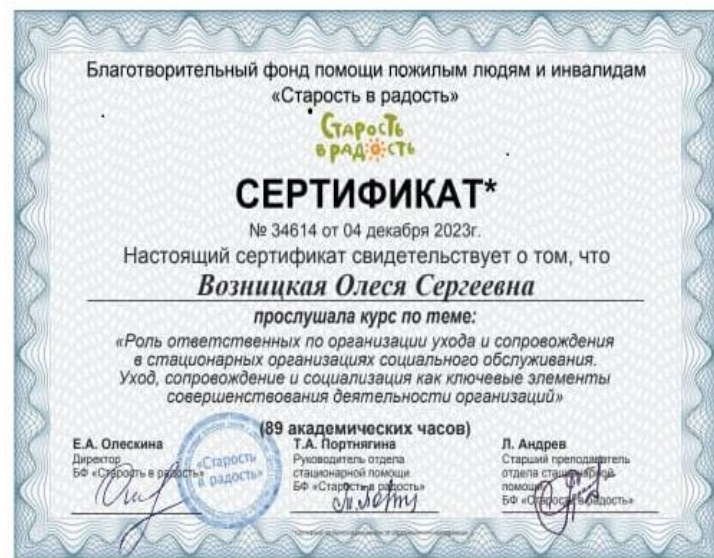 Благотворительный фонд помощи пожилым людям и инвалидам
«Старость в радость»
Старость
в радость
СЕРТИФИКАТ*
№ 34614 от 04 декабря 2023г.
Настоящий сертификат свидетельствует о том, что
Возницкая Олеся Сергеевна
прослушала курс по теме:
«Роль ответственных по организации ухода и сопровождения
в стационарных организациях социального обслуживания.
Уход, сопровождение и социализация как ключевые элементы
совершенствования деятельности организаций»
(89 академических часов)
Е.А. Олескина
Директор
БФ «Старость в радость»
«Старость
в радость»
Т.А. Портнягина
Руководитель отдела
стационарной помощи
БФ «Старость в радость»
Л. Андрев
Старший преподаватель
отдела стационарной
помощи
БФ «Старость в радость»